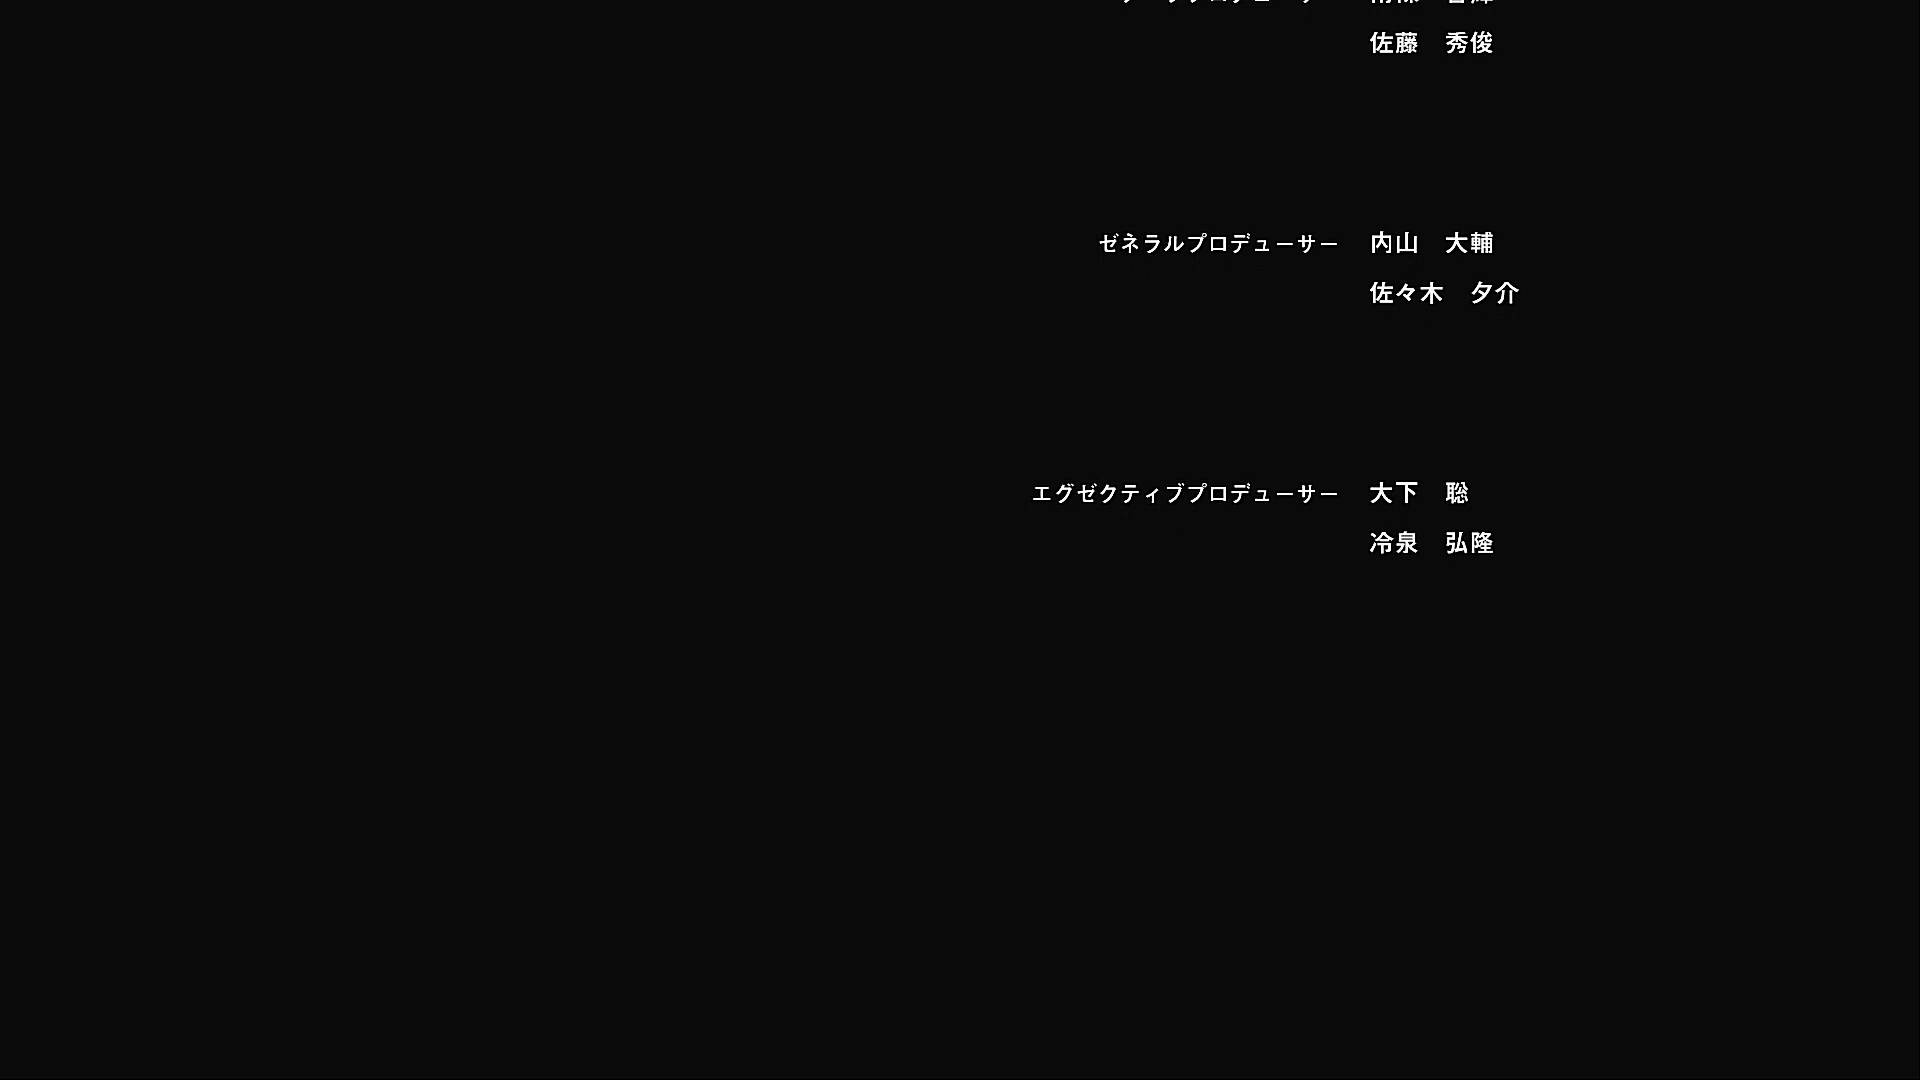 佐藤　秀俊
ゼネラルプロデューサー　内山　大輔
佐々木　夕介
エグゼクティブプロデューサー　大下　聡
冷泉　弘隆